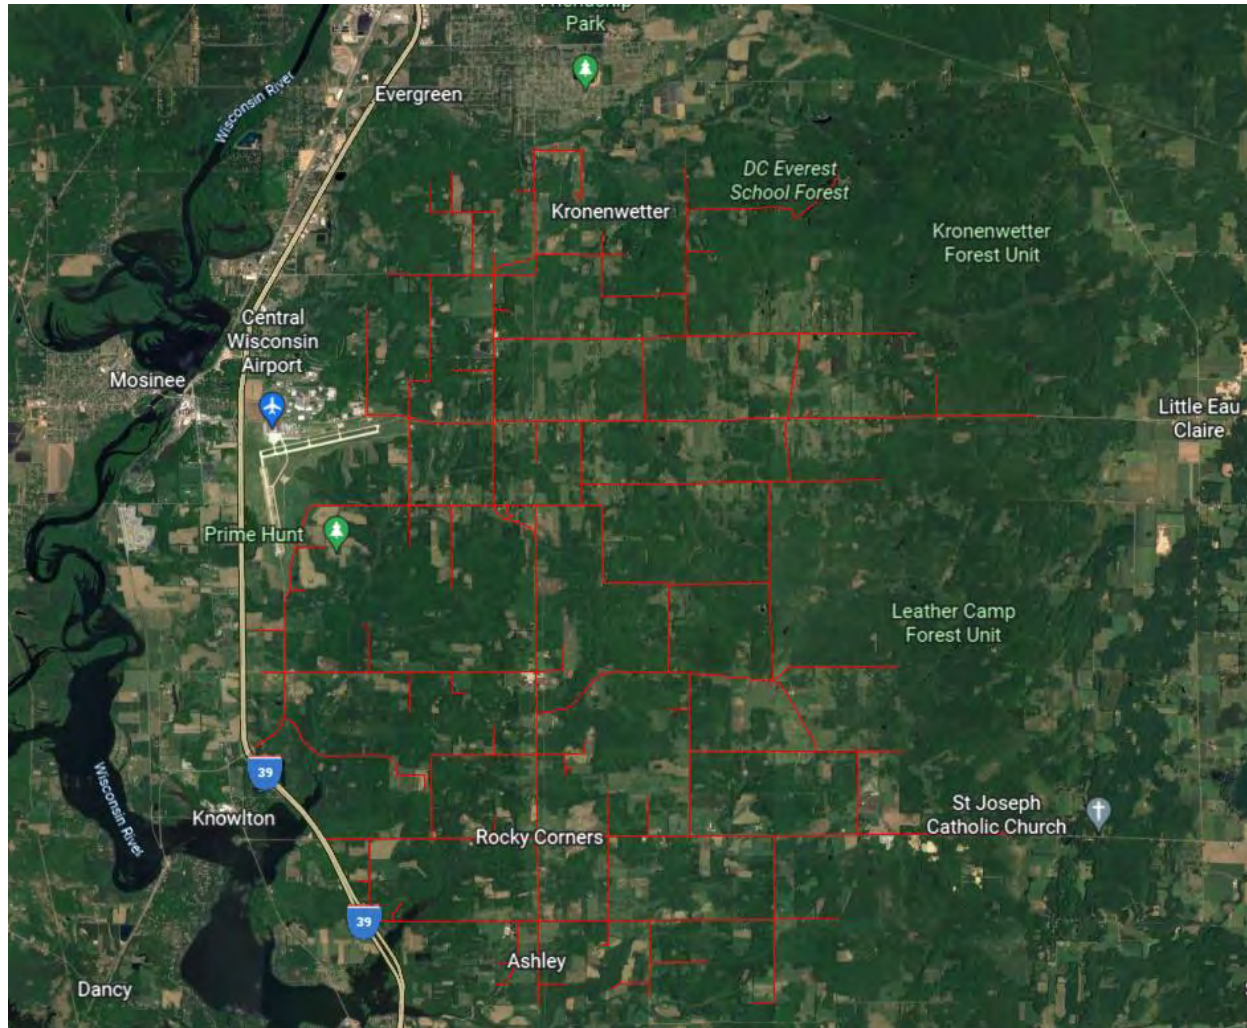 Friendship
Park
Wisconsin River
Evergreen
DC Everest
School Forest
Kronenwetter
Kronenwetter
Forest Unit
Central
Wisconsin
Airport
Mosinee
Little Eau
Claire
Prime Hunt
Leather Camp
Forest Unit
39
Wisconsin River
Knowlton
St Joseph
Catholic Church
Rocky Corners
39
Ashley
Dancy